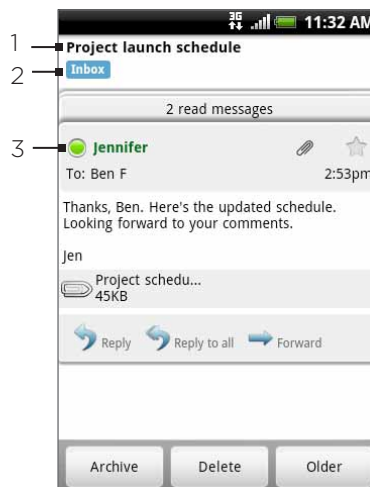 3G 11:32 AM
1 Project launch schedule
2 Inbox
2 read messages
3 Jennifer
To: Ben F 2:53pm
Thanks, Ben. Here's the updated schedule.
Looking forward to your comments.
Jen
Project schedu...
45KB
Reply Reply to all Forward
Archive Delete Older